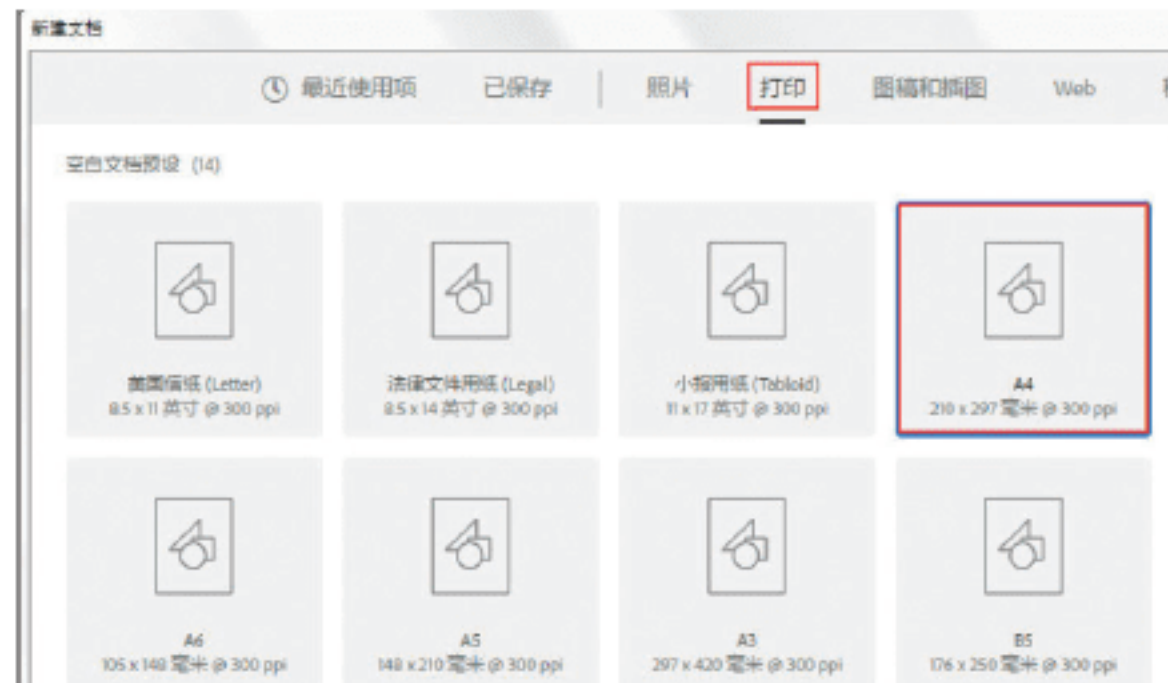 新建文档
最近使用项 已保存 照片 打印 图稿和插图 Web
空白文档预设 (14)
美国信纸 (Letter) 法律文件用纸 (Legal) 小报用纸 (Tabloid) A4
8.5 x 11 英寸 @ 300 ppi 8.5 x 14 英寸 @ 300 ppi 11 x 17 英寸 @ 300 ppi 210 x 297 毫米 @ 300 ppi
A6 A5 A3 B5
105 x 148 毫米 @ 300 ppi 148 x 210 毫米 @ 300 ppi 297 x 420 毫米 @ 300 ppi 176 x 250 毫米 @ 300 ppi